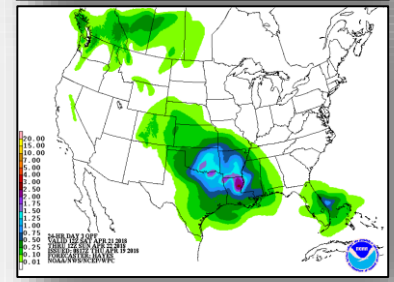 20.00
15.00
10.00
7.00
5.00
4.00
3.00
2.50
2.00
1.75
1.50
1.25
1.00
0.75
0.50
0.25
0.10
0.01
24-HR DAY 3 QPF
VALID 12Z SAT APR 21 2018
THRU 12Z SUN APR 22 2018
ISSUED: 0817Z THU APR 19 2018
FORECASTER: HAYES
NOAA/NWS/NCEP/WPC
NOAA